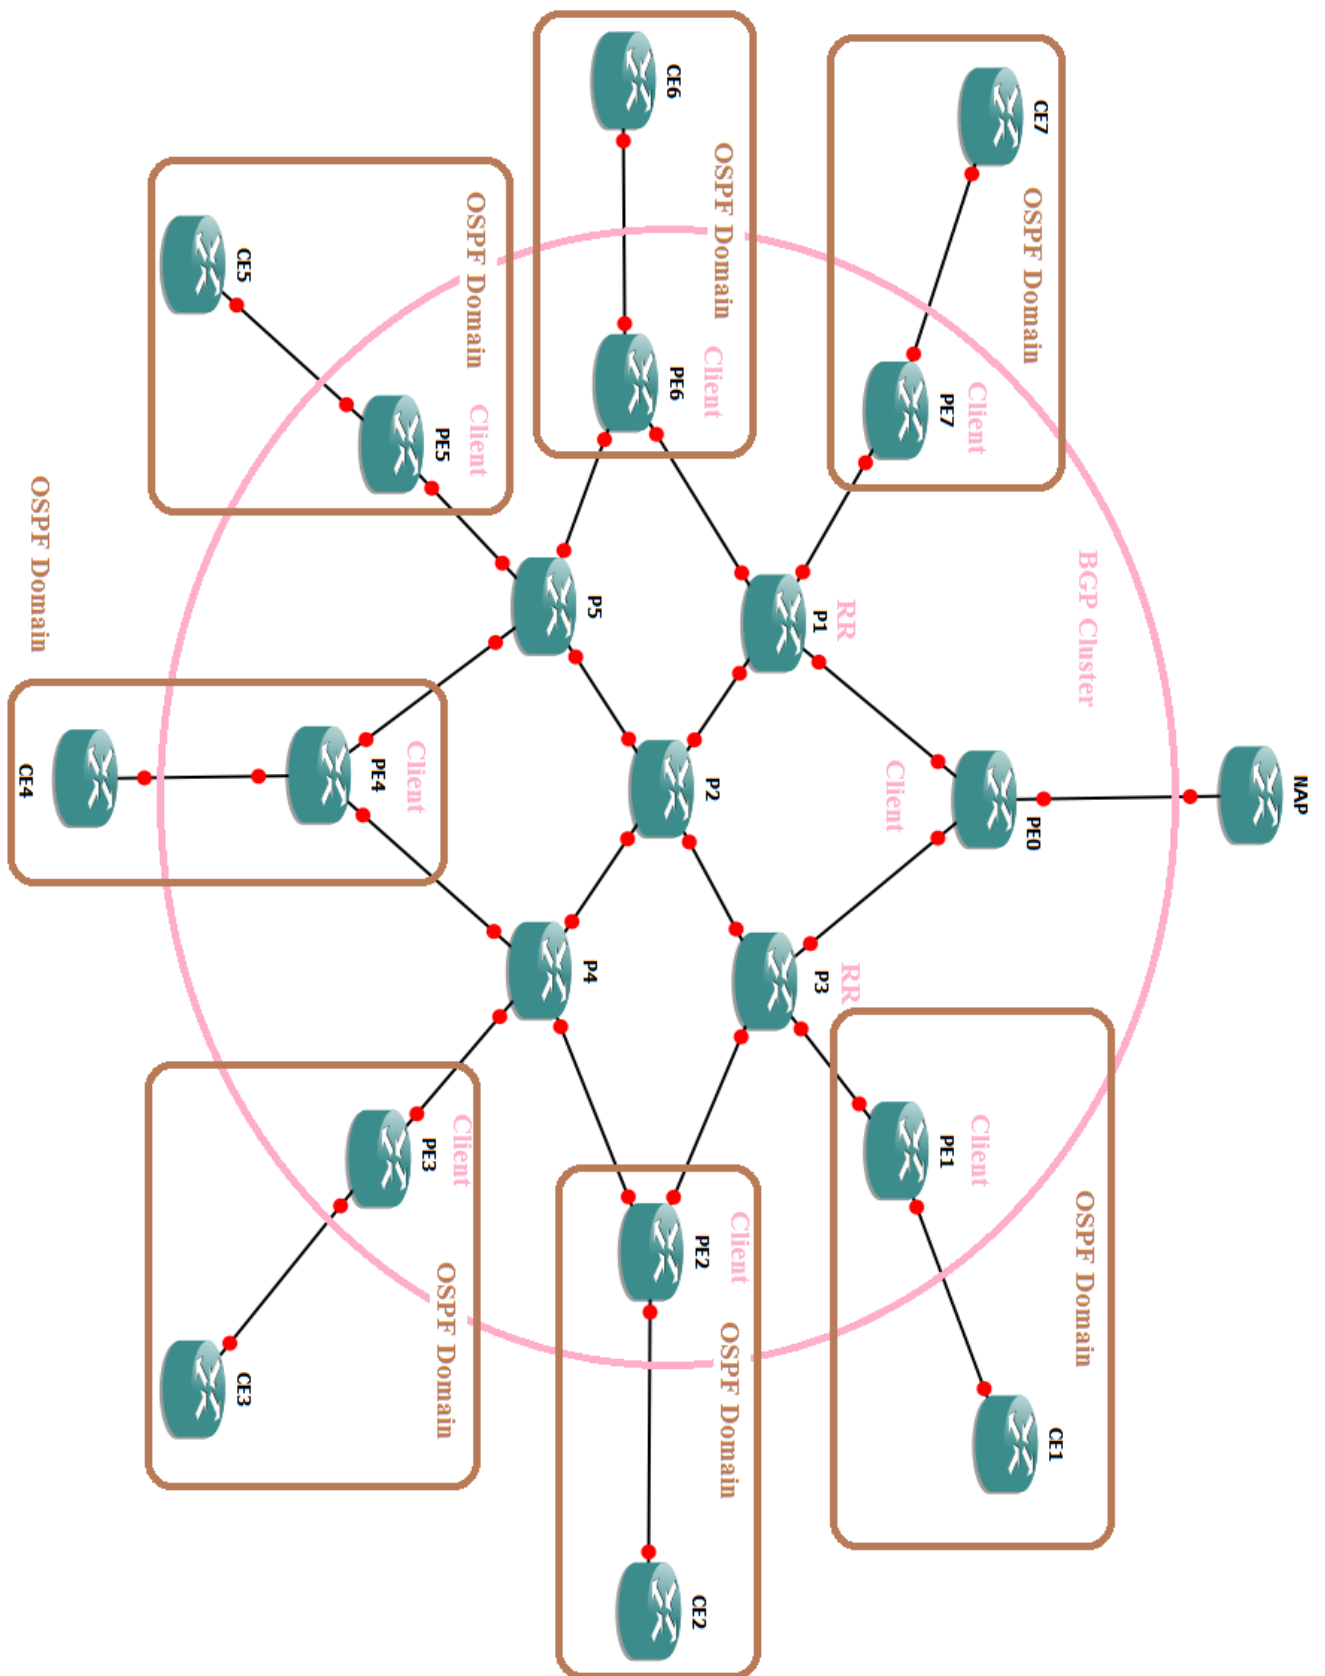 NAP
PE0
Client
BGP Cluster
CE7
OSPF Domain
PE7
Client
P1
RR
P3
RR
PE1
Client
OSPF Domain
CE1
CE6
OSPF Domain
PE6
Client
P2
PE2
Client
OSPF Domain
CE2
CE5
OSPF Domain
PE5
Client
P5
P4
PE3
Client
OSPF Domain
CE3
PE4
Client
CE4
OSPF Domain